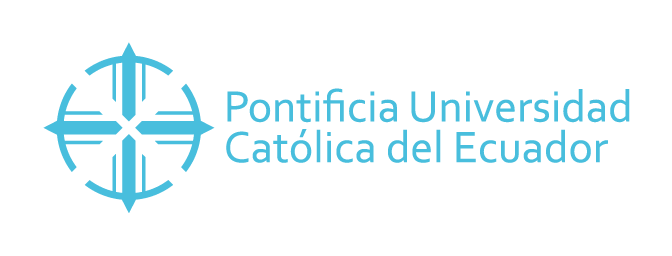 Pontificia Universidad
Católica del Ecuador